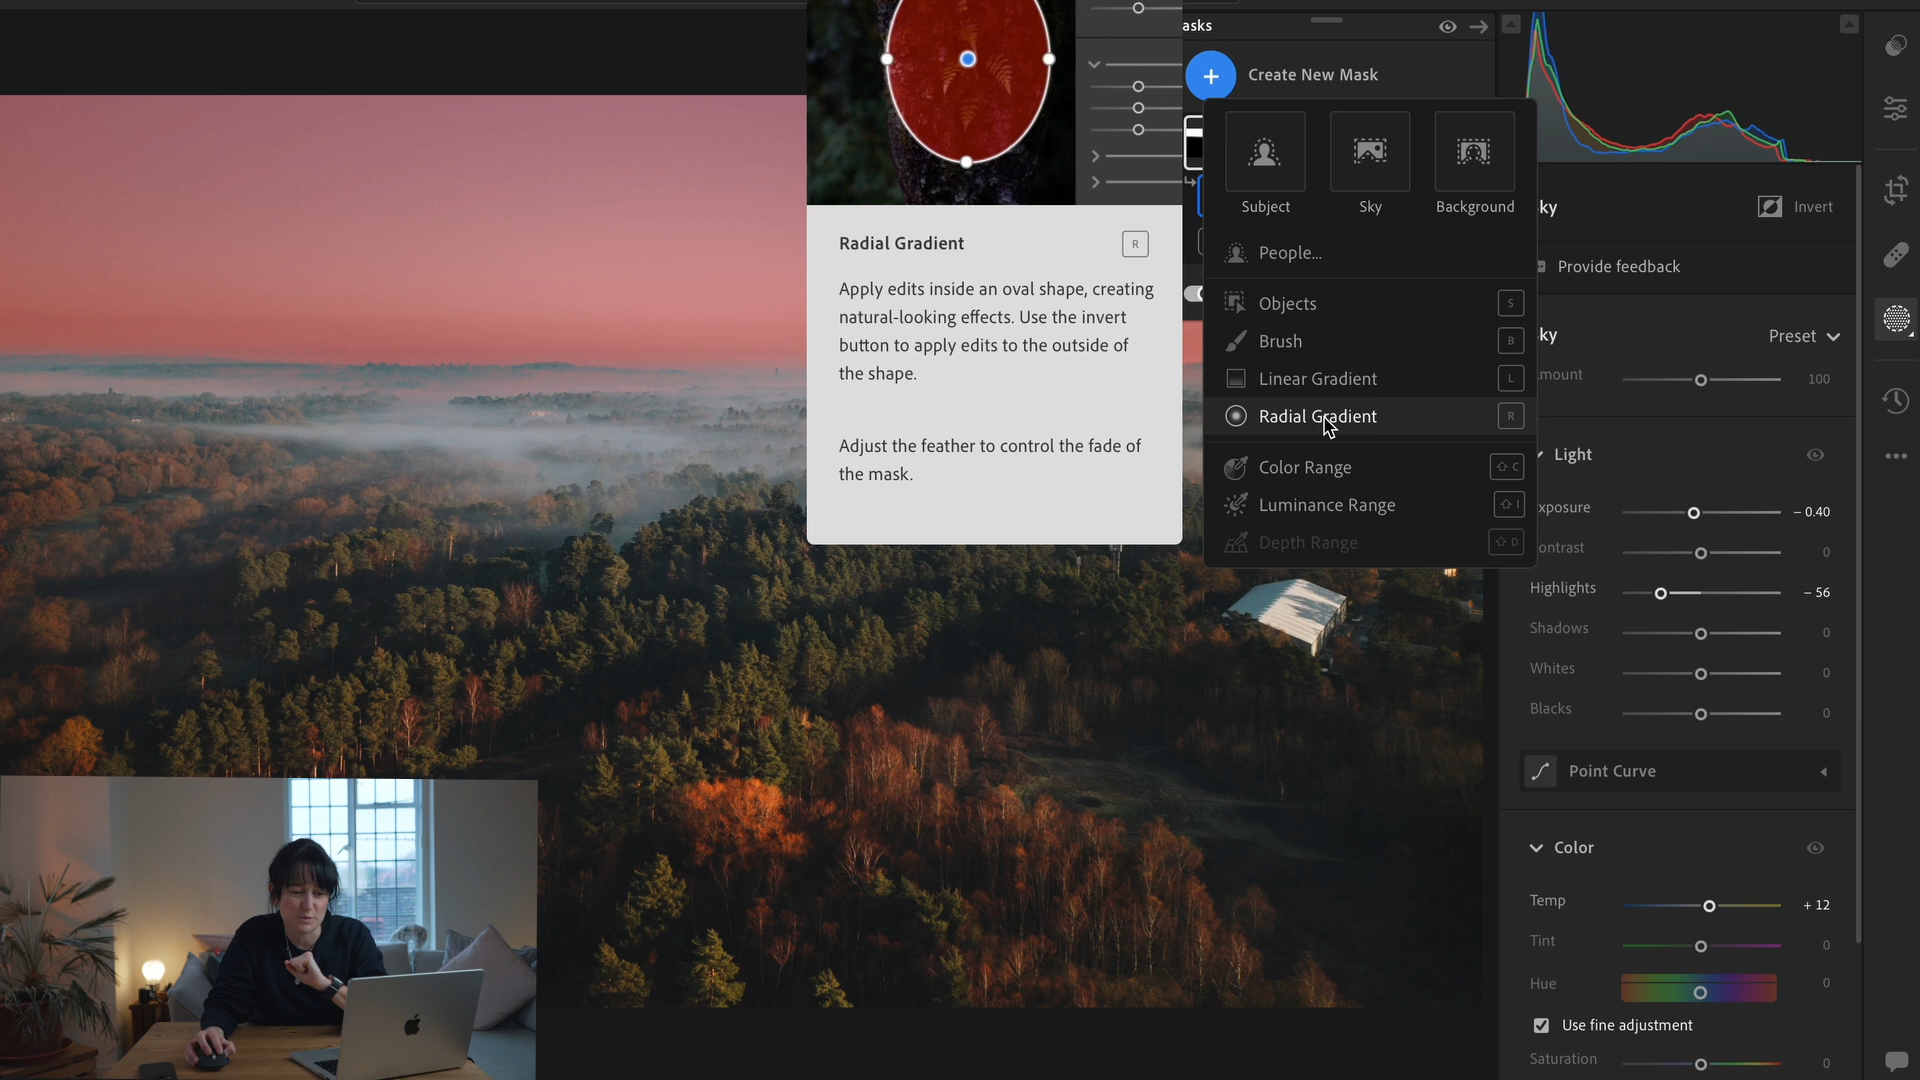 asks
Create New Mask
Subject
Sky
Background
People...
Objects
S
Brush
B
Linear Gradient
L
Radial Gradient
R
Color Range
C
Luminance Range
I
Depth Range
D
Radial Gradient
R
Apply edits inside an oval shape, creating
natural-looking effects. Use the invert
button to apply edits to the outside of
the shape.
Adjust the feather to control the fade of
the mask.
ky
Invert
Provide feedback
ky
Preset
mount
100
Light
xposure
– 0.40
ontrast
0
Highlights
– 56
Shadows
0
Whites
0
Blacks
0
Point Curve
Color
Temp
+ 12
Tint
0
Hue
0
Use fine adjustment
Saturation
0